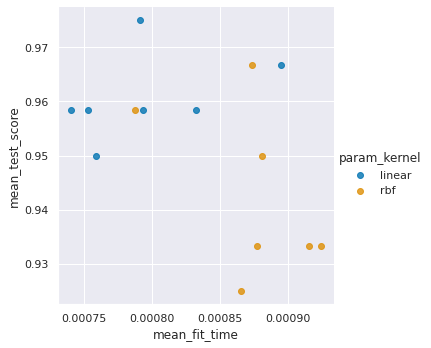 0.97
0.96
0.95
0.94
0.93
mean_test_score
0.00075 0.00080 0.00085 0.00090
mean_fit_time
param_kernel
linear
rbf